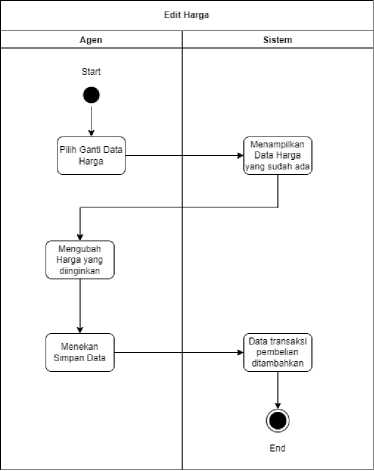 Edit Harga
Agen
Sistem
Start
Pilih Ganti Data
Harga
Menampilkan
Data Harga
yang sudah ada
Mengubah
Harga yang
diinginkan
Menekan
Simpan Data
Data transaksi
pembelian
ditambahkan
End